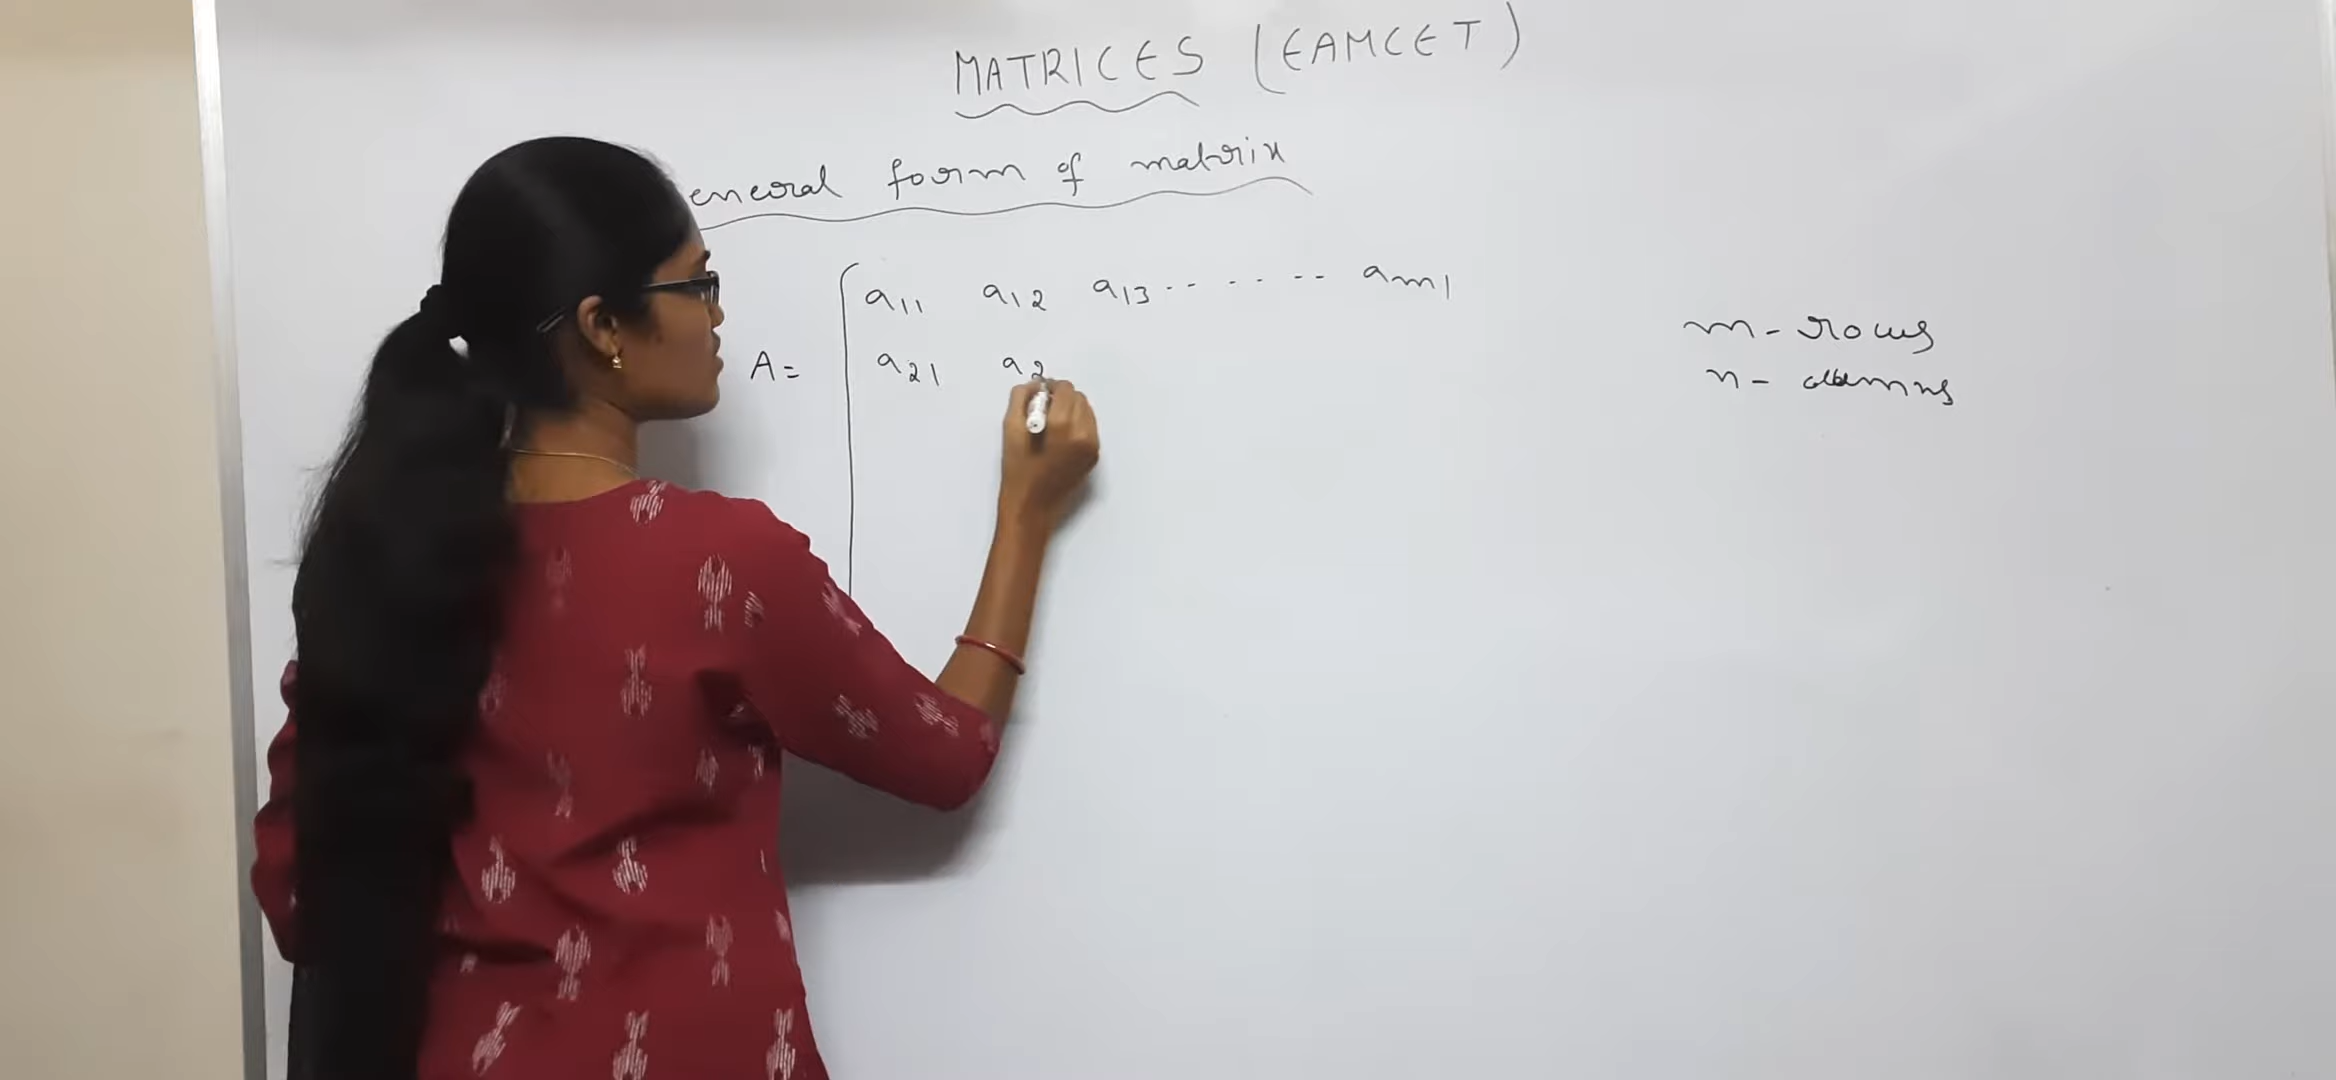 MATRICES (EAMCET)
eneral form of matrix
a11 a12 a13 ....... am1
A = a21 a2
m - rows
n - columns